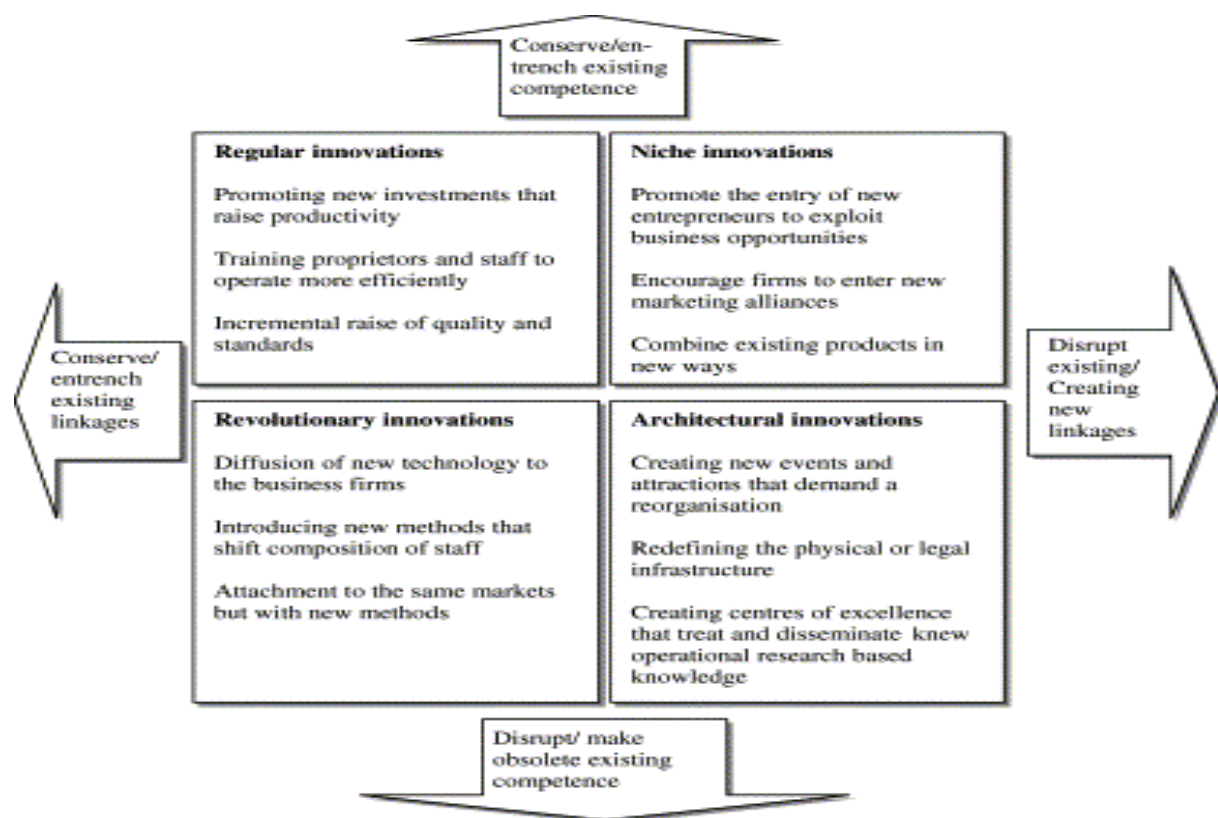 Conserve/en-
trench existing
competence
Regular innovations
Promoting new investments that
raise productivity
Training proprietors and staff to
operate more efficiently
Incremental raise of quality and
standards
Niche innovations
Promote the entry of new
entrepreneurs to exploit
business opportunities
Encourage firms to enter new
marketing alliances
Combine existing products in
new ways
Conserve/
entrench
existing
linkages
Disrupt
existing/
Creating
new
linkages
Revolutionary innovations
Diffusion of new technology to
the business firms
Introducing new methods that
shift composition of staff
Attachment to the same markets
but with new methods
Architectural innovations
Creating new events and
attractions that demand a
reorganisation
Redefining the physical or legal
infrastructure
Creating centres of excellence
that treat and disseminate knew
operational research based
knowledge
Disrupt/ make
obsolete existing
competence